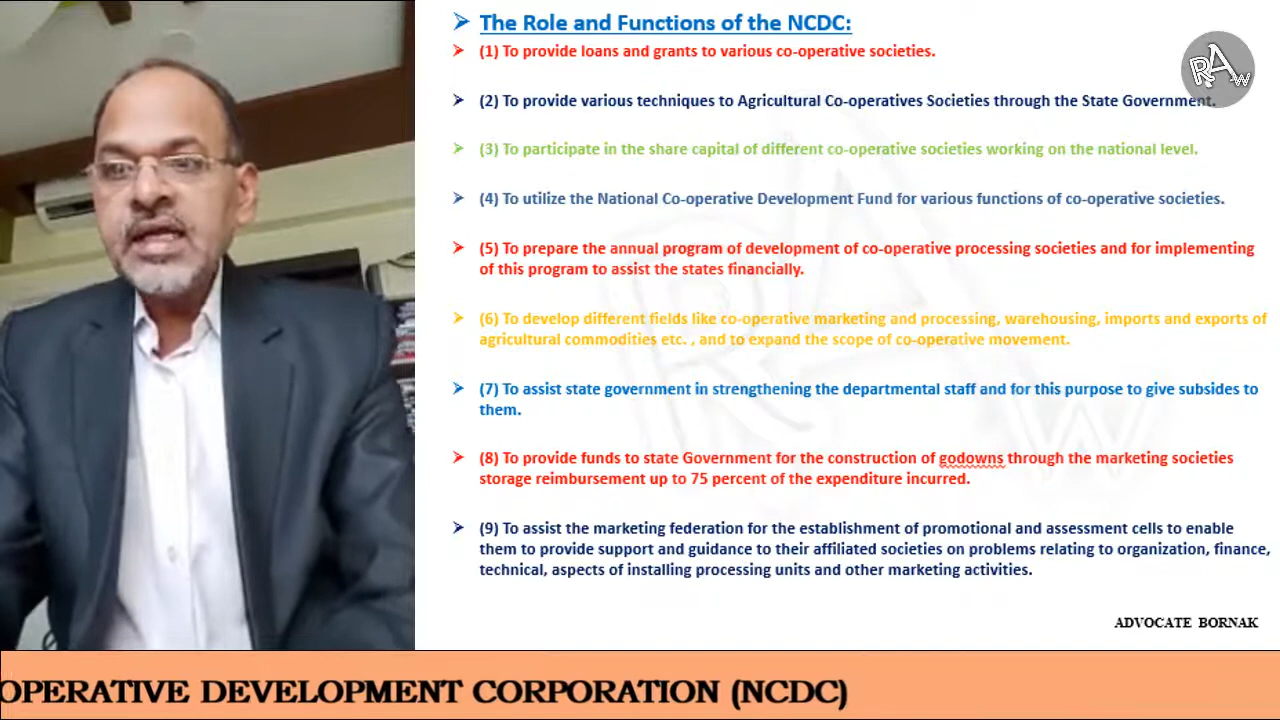 The Role and Functions of the NCDC:
(1) To provide loans and grants to various co-operative societies.
(2) To provide various techniques to Agricultural Co-operatives Societies through the State Government.
(3) To participate in the share capital of different co-operative societies working on the national level.
(4) To utilize the National Co-operative Development Fund for various functions of co-operative societies.
(5) To prepare the annual program of development of co-operative processing societies and for implementing
of this program to assist the states financially.
(6) To develop different fields like co-operative marketing and processing, warehousing, imports and exports of
agricultural commodities etc. , and to expand the scope of co-operative movement.
(7) To assist state government in strengthening the departmental staff and for this purpose to give subsides to
them.
(8) To provide funds to state Government for the construction of godowns through the marketing societies
storage reimbursement up to 75 percent of the expenditure incurred.
(9) To assist the marketing federation for the establishment of promotional and assessment cells to enable
them to provide support and guidance to their affiliated societies on problems relating to organization, finance,
technical, aspects of installing processing units and other marketing activities.
ADVOCATE BORNAK
OPERATIVE DEVELOPMENT CORPORATION (NCDC)